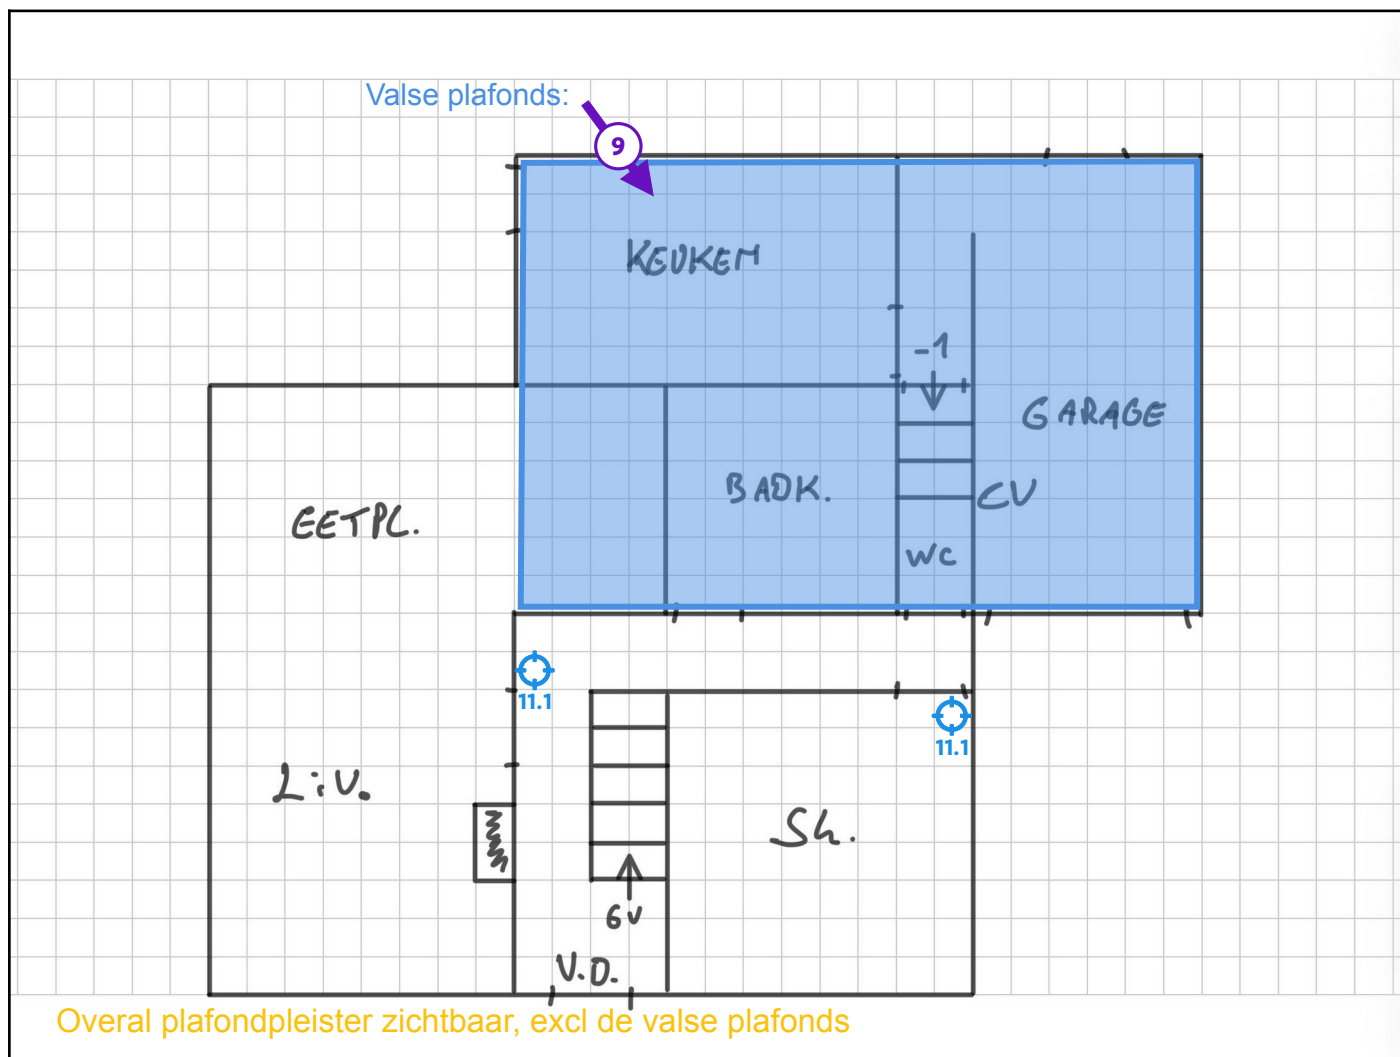 Valse plafonds:
9
KEUKEN
-1
GARAGE
EETPL.
BADK.
CV
WC
11.1
11.1
Liv.
Sh.
6v
V.D.
Overal plafondpleister zichtbaar, excl de valse plafonds